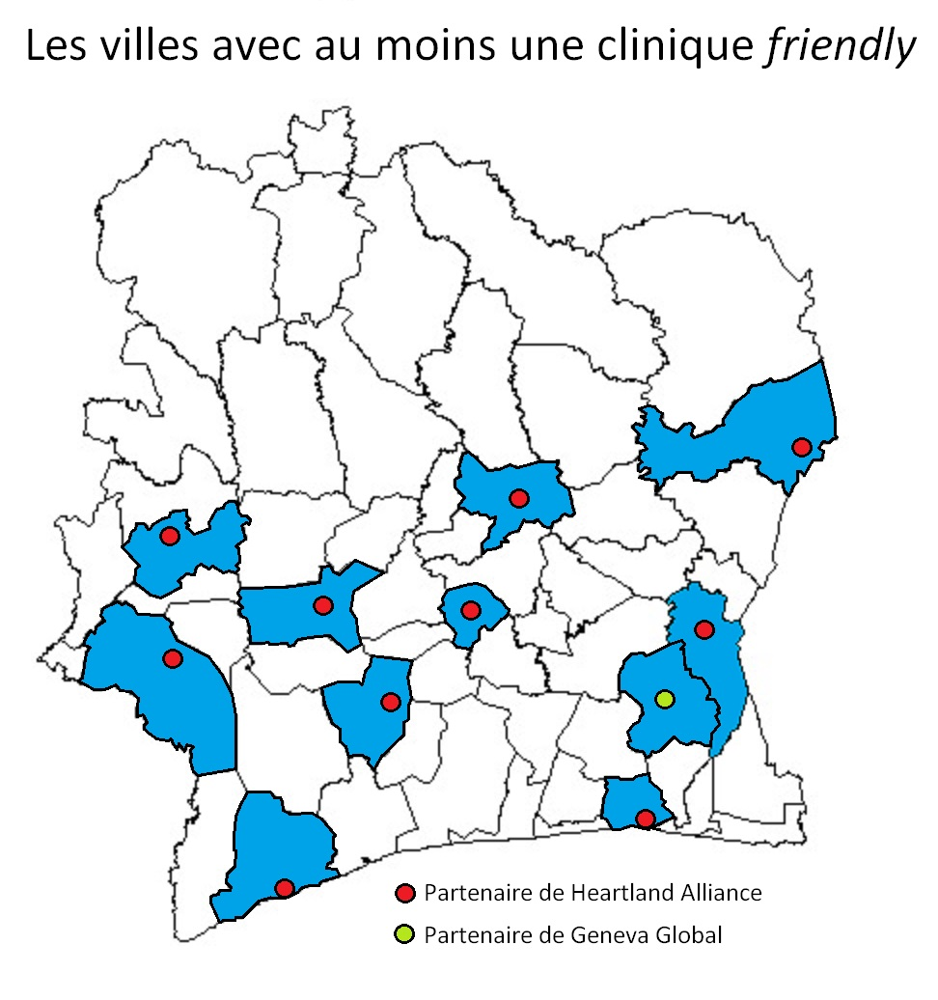 Les villes avec au moins une clinique friendly
Partenaire de Heartland Alliance
Partenaire de Geneva Global